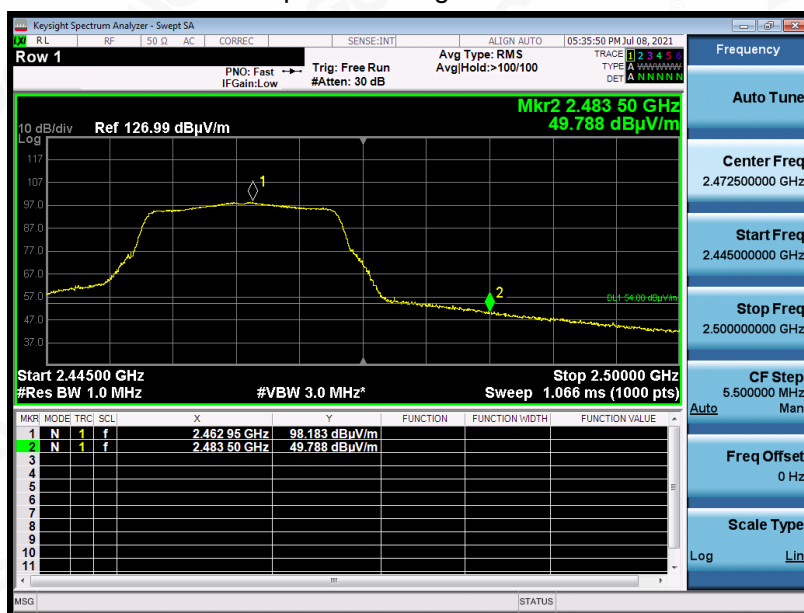 Keysight Spectrum Analyzer - Swept SA
LXI RL RF 50 Ω AC CORREC SENSE:INT ALIGN AUTO 05:35:50 PM Jul 08, 2021
Row 1
PNO: Fast
IFGain:Low
Trig: Free Run
#Atten: 30 dB
Avg Type: RMS
Avg|Hold:>100/100
TRACE 1 2 3 4 5 6
TYPE A WWWWW
DET A N N N N N
Mkr2 2.483 50 GHz
49.788 dBµV/m
10 dB/div Ref 126.99 dBµV/m
Log
117
107
97.0
87.0
77.0
67.0
57.0
47.0
37.0
1
2
DL1 54.00 dBµV/m
Start 2.44500 GHz
Stop 2.50000 GHz
#Res BW 1.0 MHz
#VBW 3.0 MHz*
Sweep 1.066 ms (1000 pts)
MKR MODE TRC SCL X Y FUNCTION FUNCTION WIDTH FUNCTION VALUE
1 N 1 f 2.462 95 GHz 98.183 dBµV/m
2 N 1 f 2.483 50 GHz 49.788 dBµV/m
3
4
5
6
7
8
9
10
11
MSG
STATUS
Frequency
Auto Tune
Center Freq
2.472500000 GHz
Start Freq
2.445000000 GHz
Stop Freq
2.500000000 GHz
CF Step
5.500000 MHz
Auto Man
Freq Offset
0 Hz
Scale Type
Log Lin